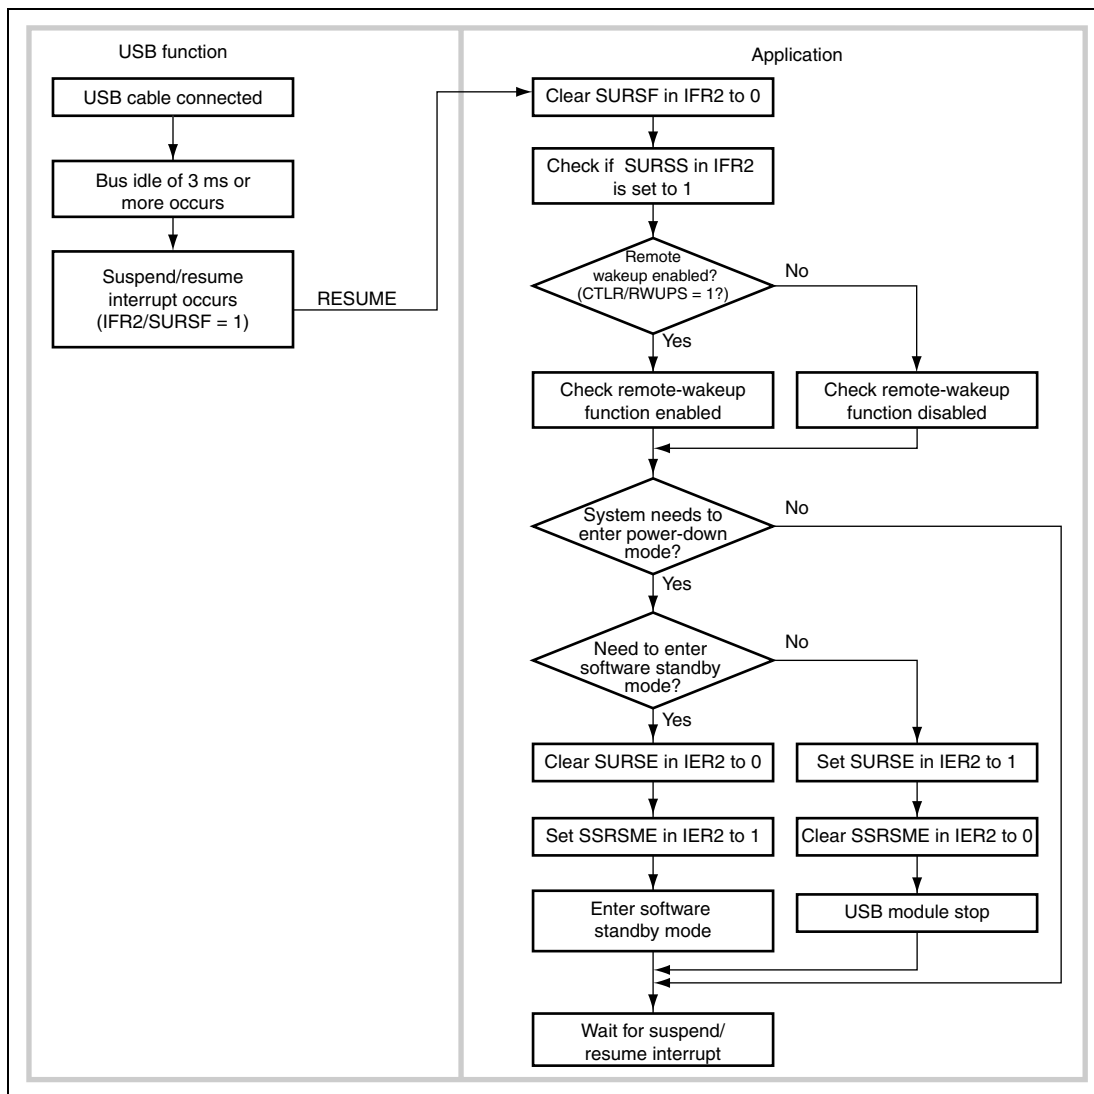 USB function
USB cable connected
Bus idle of 3 ms or
more occurs
Suspend/resume
interrupt occurs
(IFR2/SURSF = 1)
RESUME
Application
Clear SURSF in IFR2 to 0
Check if SURSS in IFR2
is set to 1
Remote
wakeup enabled?
(CTLR/RWUPS = 1?)
No
Yes
Check remote-wakeup
function enabled
Check remote-wakeup
function disabled
System needs to
enter power-down
mode?
No
Yes
Need to enter
software standby
mode?
No
Yes
Clear SURSE in IER2 to 0
Set SURSE in IER2 to 1
Set SSRSME in IER2 to 1
Clear SSRSME in IER2 to 0
Enter software
standby mode
USB module stop
Wait for suspend/
resume interrupt